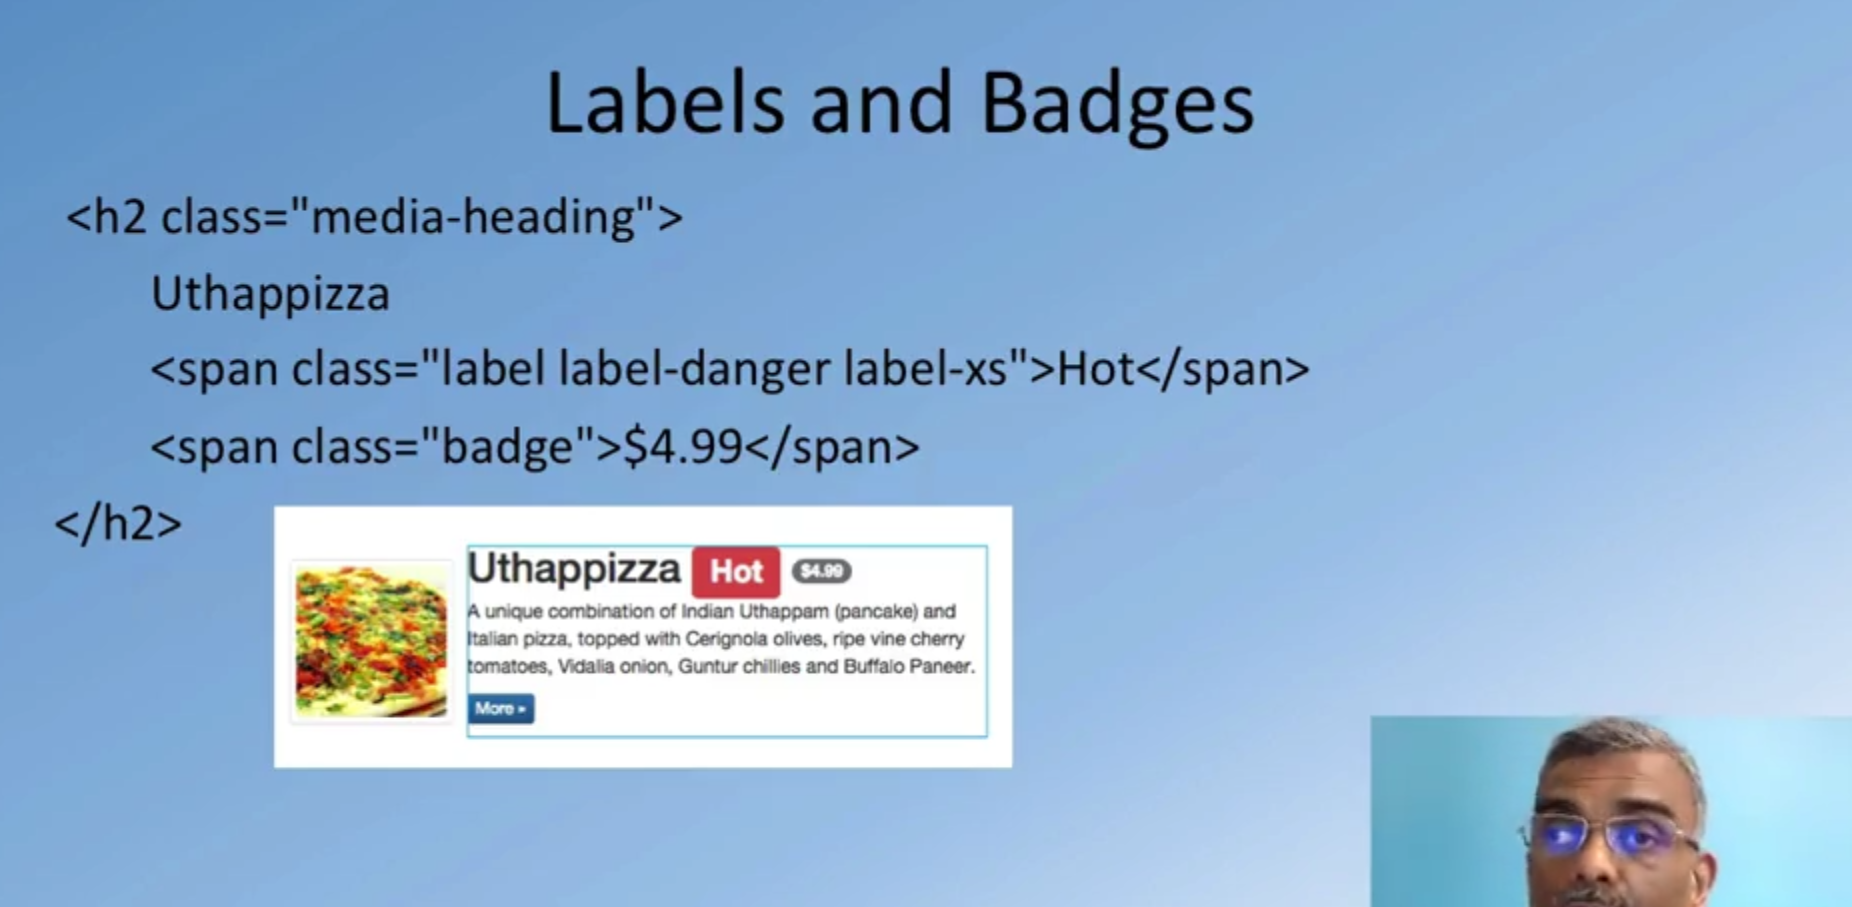 Labels and Badges
<h2 class="media-heading">
Uthappizza
<span class="label label-danger label-xs">Hot</span>
<span class="badge">$4.99</span>
</h2>
Uthappizza Hot $4.99
A unique combination of Indian Uthappam (pancake) and
Italian pizza, topped with Cerignola olives, ripe vine cherry
tomatoes, Vidalia onion, Guntur chillies and Buffalo Paneer.
More »